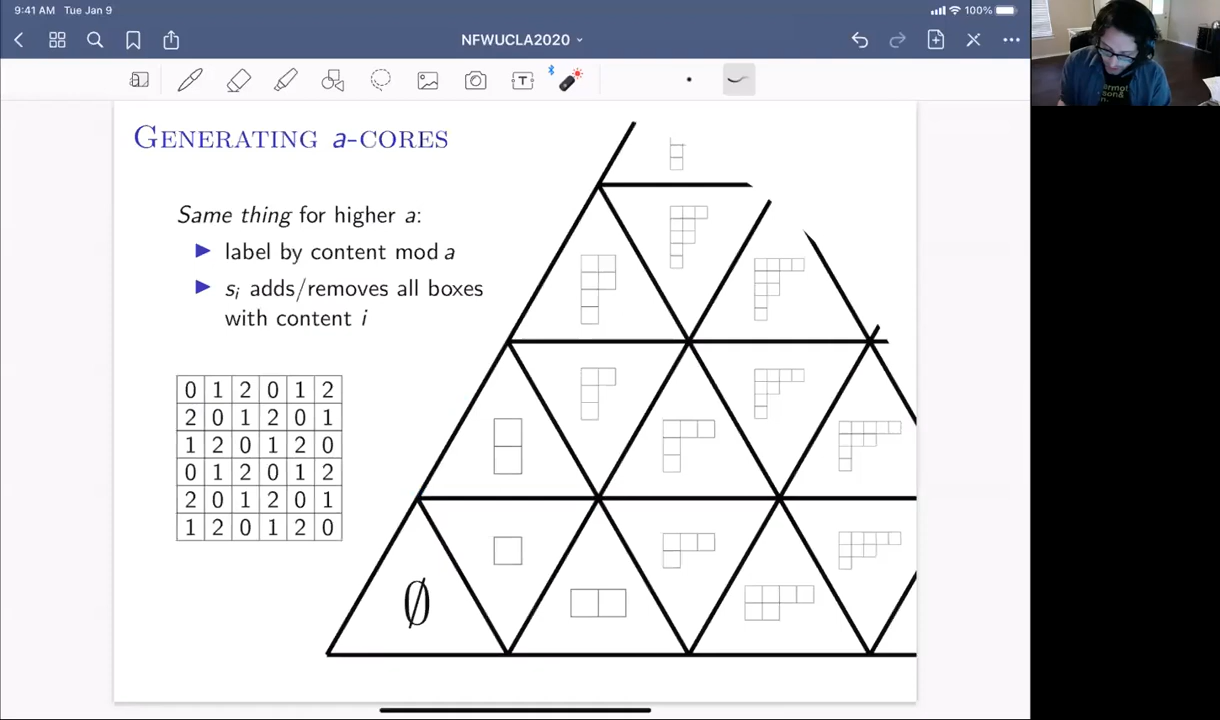 9:41 AM Tue Jan 9
100%
NFWUCLA2020
GENERATING a-CORES
Same thing for higher a:
label by content mod a
si adds/removes all boxes
with content i
0 1 2 0 1 2
2 0 1 2 0 1
1 2 0 1 2 0
0 1 2 0 1 2
2 0 1 2 0 1
1 2 0 1 2 0
∅